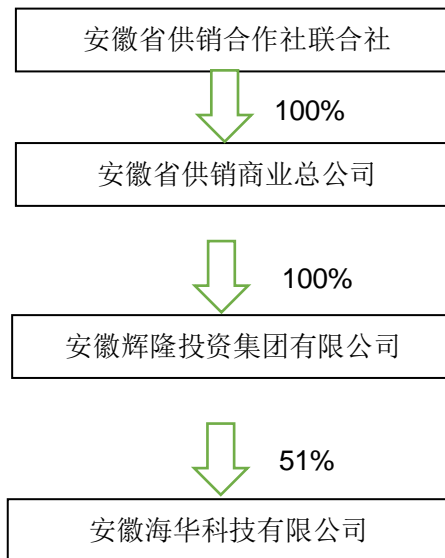 安徽省供销合作社联合社
100%
安徽省供销商业总公司
100%
安徽辉隆投资集团有限公司
51%
安徽海华科技有限公司